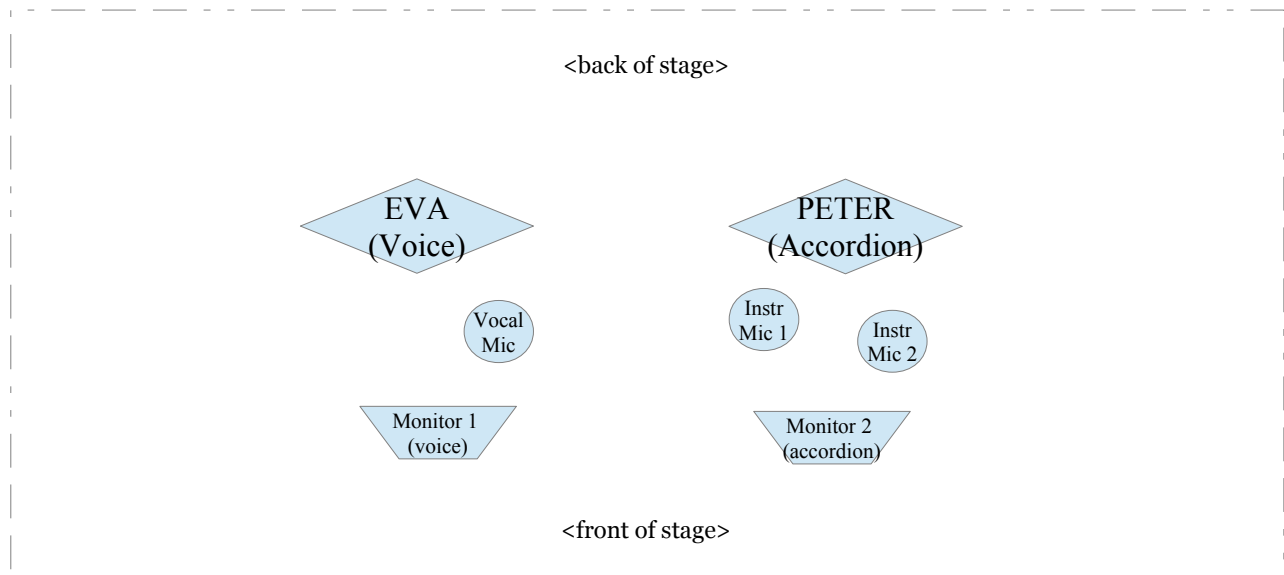 <back of stage>
EVA
(Voice)
PETER
(Accordion)
Vocal
Mic
Instr
Mic 1
Instr
Mic 2
Monitor 1
(voice)
Monitor 2
(accordion)
<front of stage>